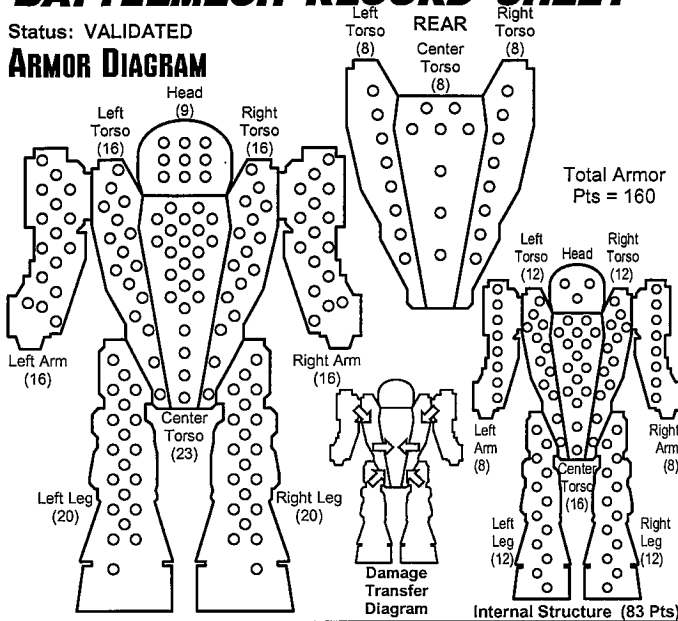 BATTLEMECH RECORD SHEET
Status: VALIDATED
ARMOR DIAGRAM
Head
(9)
Left
Torso
(16)
Right
Torso
(16)
Left Arm
(16)
Right Arm
(16)
Center
Torso
(23)
Left Leg
(20)
Right Leg
(20)
REAR
Left
Torso
(8)
Center
Torso
(8)
Right
Torso
(8)
Total Armor
Pts = 160
Damage
Transfer
Diagram
Left
Torso
(12)
Head
Right
Torso
(12)
Left
Arm
(8)
Right
Arm
(8)
Center
Torso
(16)
Left
Leg
(12)
Right
Leg
(12)
Internal Structure (83 Pts)